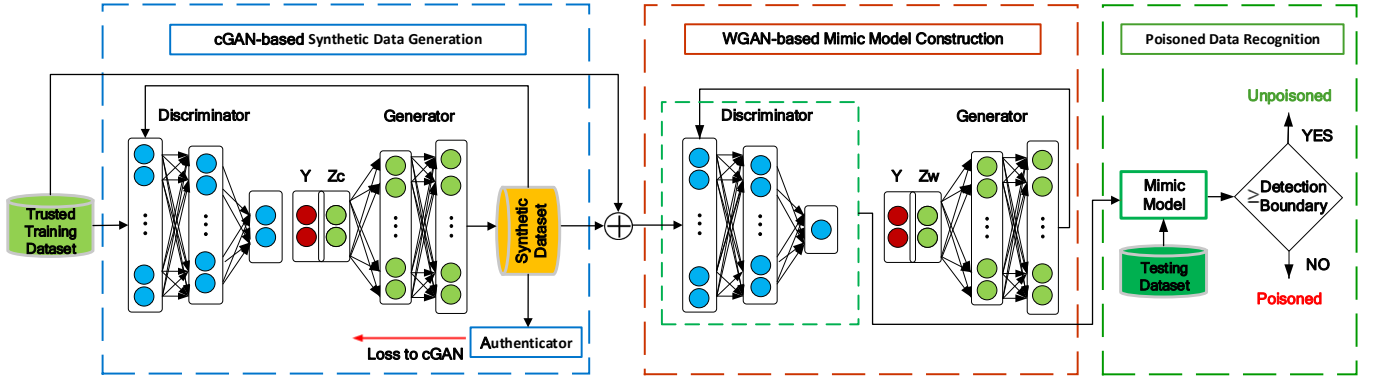 cGAN-based Synthetic Data Generation
WGAN-based Mimic Model Construction
Poisoned Data Recognition
Trusted
Training
Dataset
Discriminator
Generator
Y
Zc
Synthetic
Dataset
Authenticator
Loss to cGAN
Discriminator
Generator
Y
Zw
Mimic
Model
Testing
Dataset
Unpoisoned
YES
≥
Detection
Boundary
NO
Poisoned